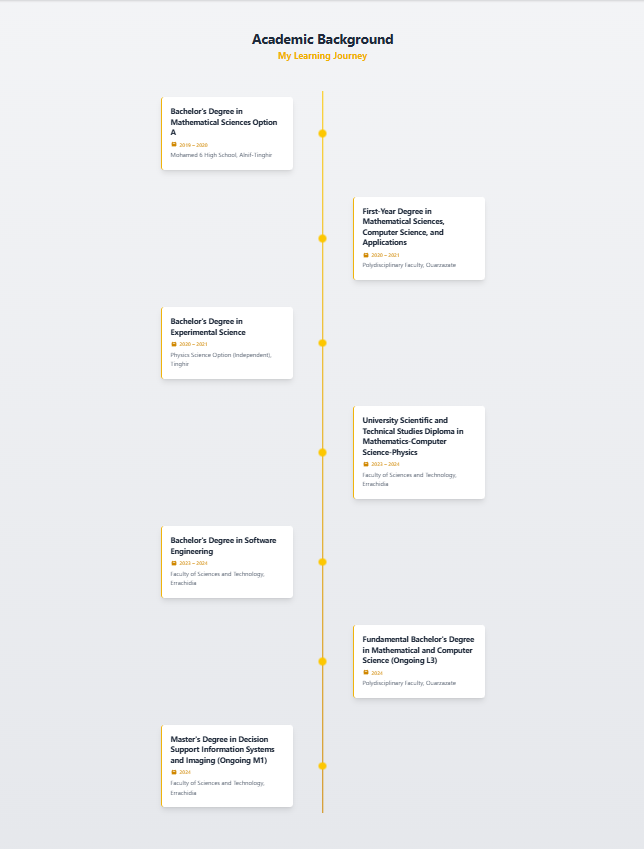 Academic Background
My Learning Journey
Bachelor's Degree in
Mathematical Sciences Option
A
2019 – 2020
Mohamed 6 High School, Alnif-Tinghir
First-Year Degree in
Mathematical Sciences,
Computer Science, and
Applications
2020 – 2021
Polydisciplinary Faculty, Ouarzazate
Bachelor's Degree in
Experimental Science
2020 – 2021
Physics Science Option (Independent),
Tinghir
University Scientific and
Technical Studies Diploma in
Mathematics-Computer
Science-Physics
2023 – 2024
Faculty of Sciences and Technology,
Errachidia
Bachelor's Degree in Software
Engineering
2023 – 2024
Faculty of Sciences and Technology,
Errachidia
Fundamental Bachelor's Degree
in Mathematical and Computer
Science (Ongoing L3)
2024
Polydisciplinary Faculty, Ouarzazate
Master's Degree in Decision
Support Information Systems
and Imaging (Ongoing M1)
2024
Faculty of Sciences and Technology,
Errachidia